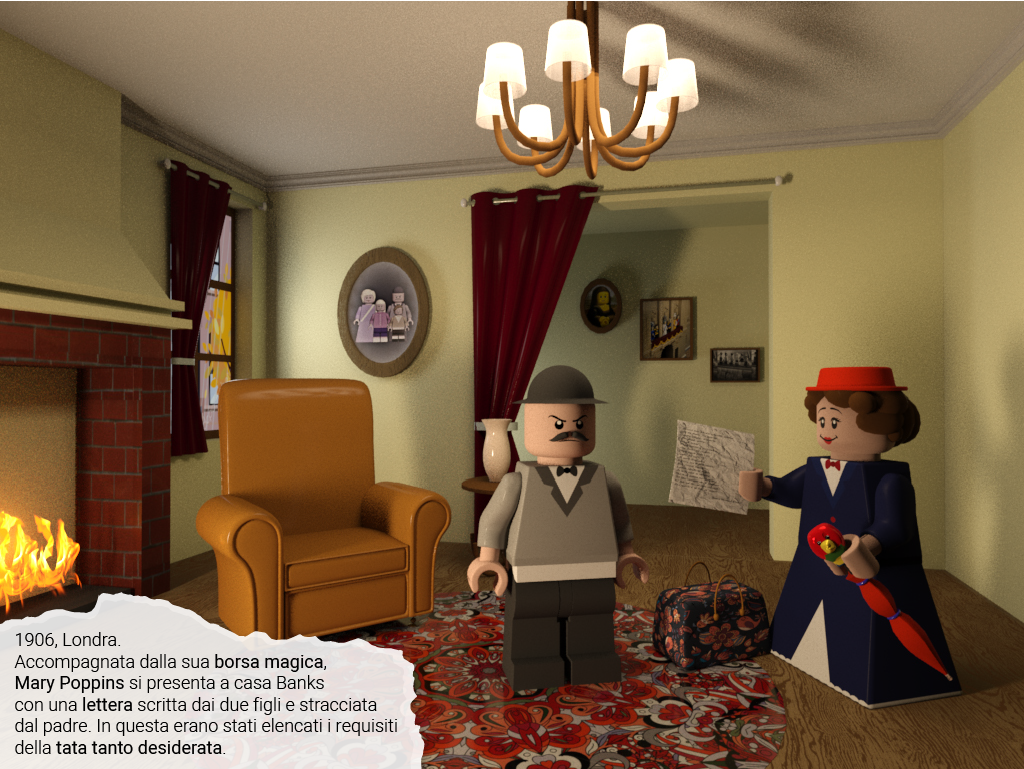 1906, Londra.
Accompagnata dalla sua borsa magica,
Mary Poppins si presenta a casa Banks
con una lettera scritta dai due figli e stracciata
dal padre. In questa erano stati elencati i requisiti
della tata tanto desiderata.